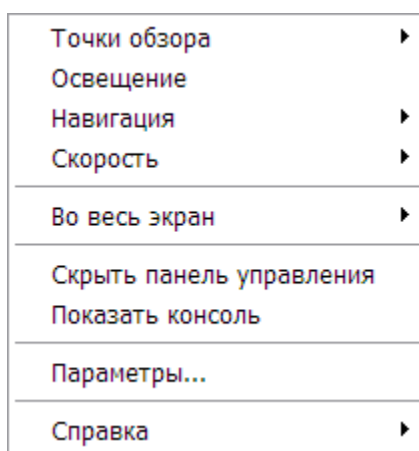 Точки обзора
Освещение
Навигация
Скорость
Во весь экран
Скрыть панель управления
Показать консоль
Параметры...
Справка